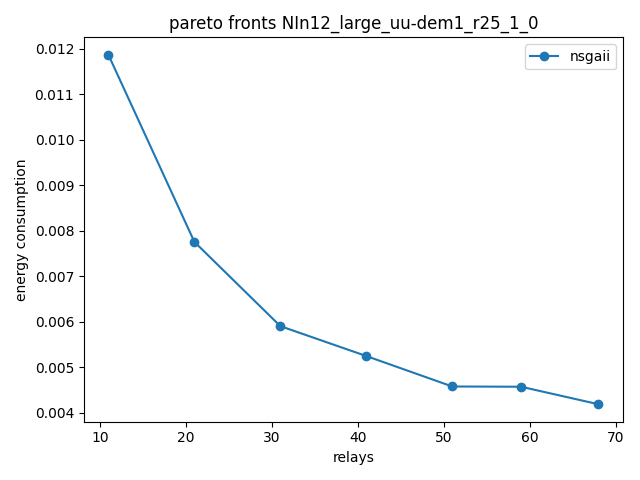 pareto fronts NIn12_large_uu-dem1_r25_1_0
nsgaii
energy consumption
0.012
0.011
0.010
0.009
0.008
0.007
0.006
0.005
0.004
10 20 30 40 50 60 70
relays